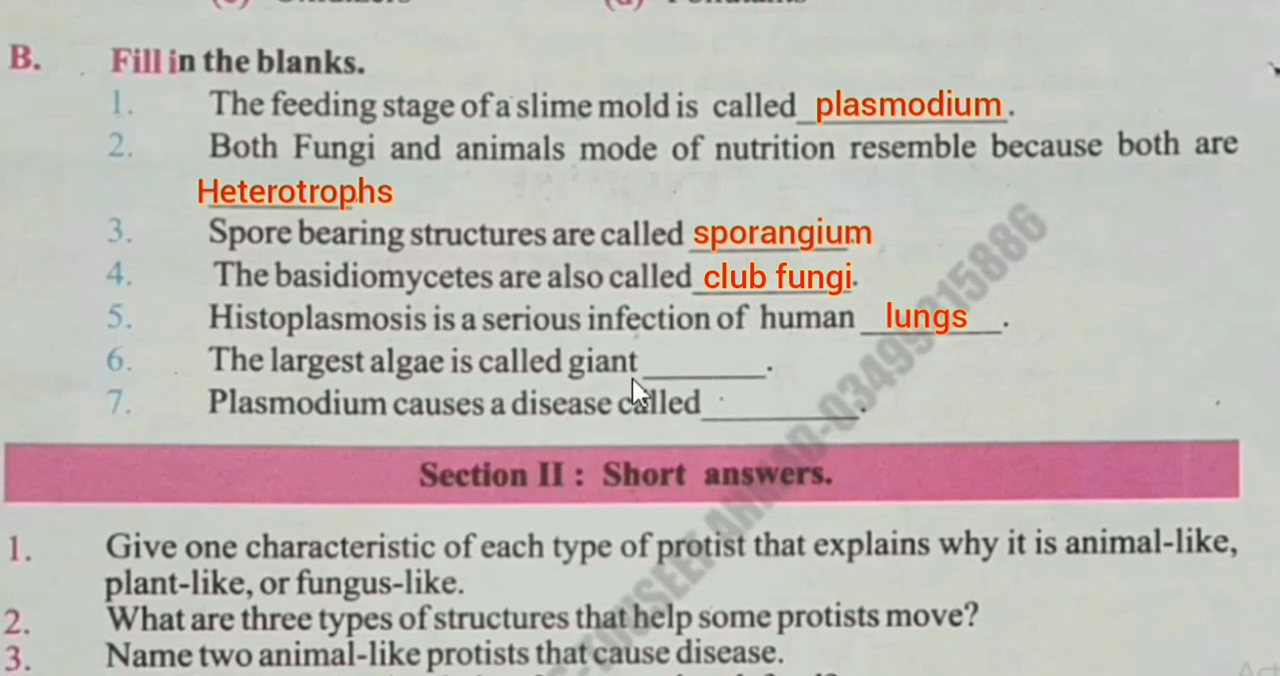 B. Fill in the blanks.
1. The feeding stage of a slime mold is called plasmodium.
2. Both Fungi and animals mode of nutrition resemble because both are
Heterotrophs
3. Spore bearing structures are called sporangium
4. The basidiomycetes are also called club fungi.
5. Histoplasmosis is a serious infection of human lungs.
6. The largest algae is called giant ________.
7. Plasmodium causes a disease called __________.
Section II : Short answers.
1. Give one characteristic of each type of protist that explains why it is animal-like,
plant-like, or fungus-like.
2. What are three types of structures that help some protists move?
3. Name two animal-like protists that cause disease.